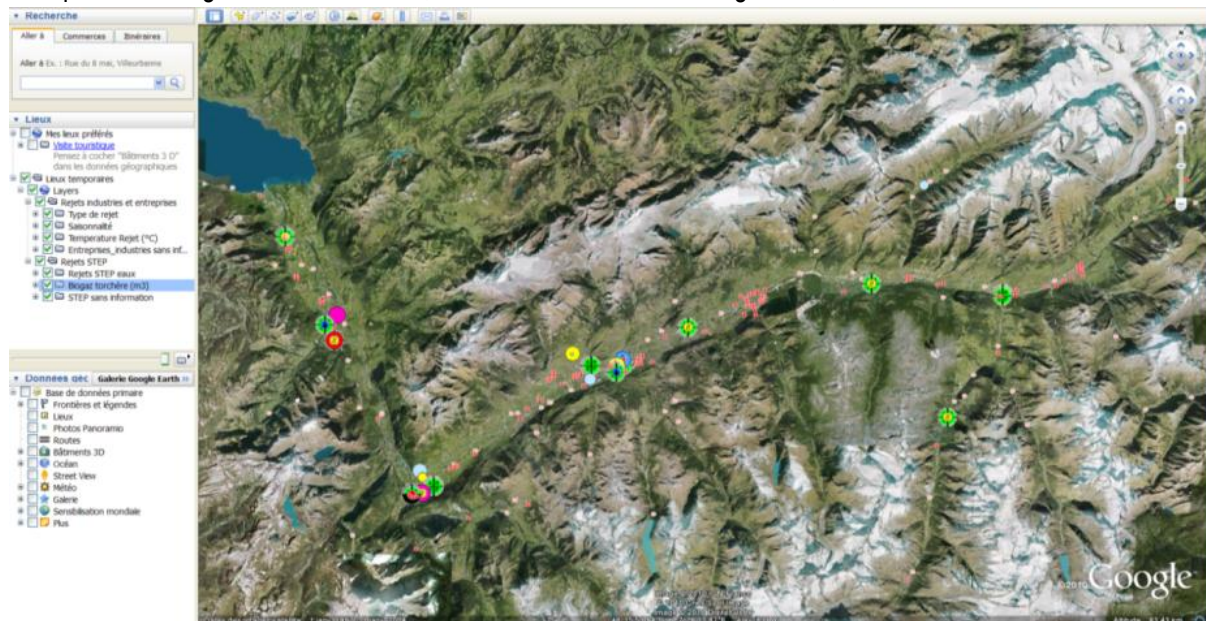 Recherche
Aller à Commerces Itinéraires
Aller à Ex. : Rue du 8 mai, Villeurbanne
Lieux
Mes lieux préférés
Visite touristique
Pensez à cocher "Bâtiments 3 D"
dans les données géographiques
Lieux temporaires
Layers
Rejets industries et entreprises
Type de rejet
Saisonnalité
Temperature Rejet (°C)
Entreprises_industries sans inf...
Rejets STEP
Rejets STEP eaux
Biogaz torchère (m3)
STEP sans information
Données géc Galerie Google Earth
Base de données primaire
Frontières et légendes
Lieux
Photos Panoramio
Routes
Bâtiments 3D
Océan
Street View
Météo
Galerie
Sensibilisation mondiale
Plus
©2010 Google